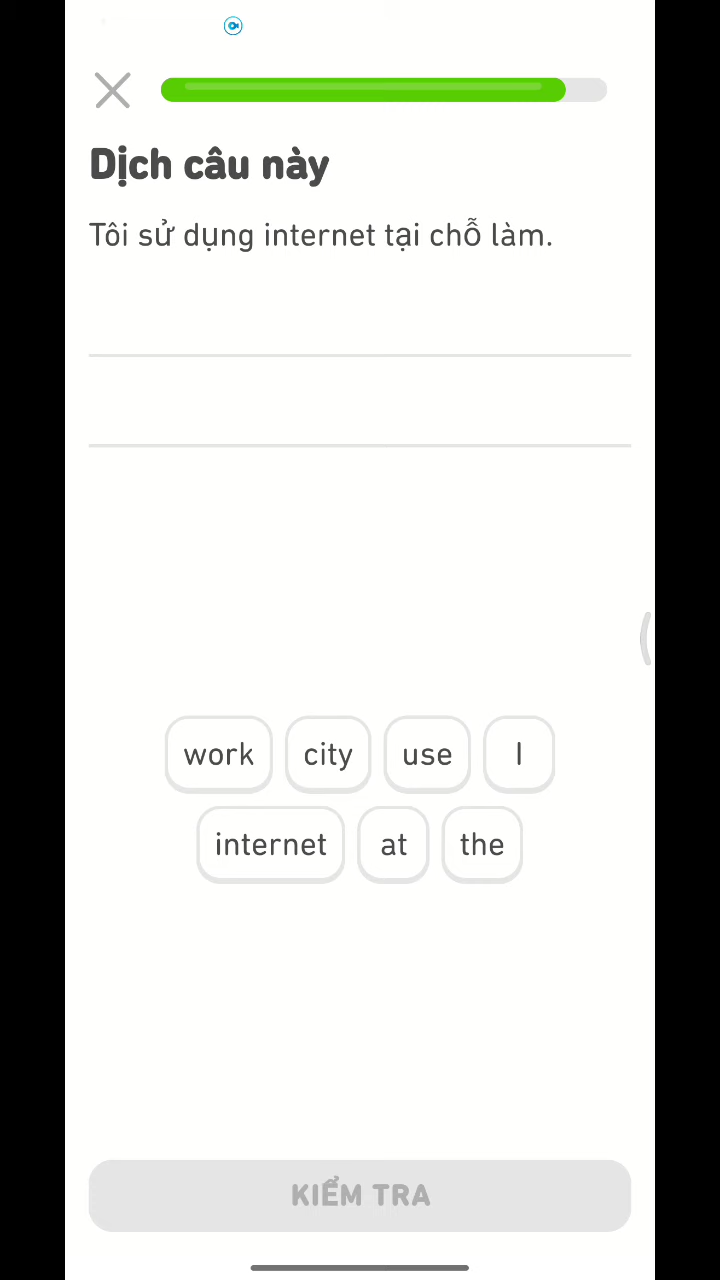 Dịch câu này
Tôi sử dụng internet tại chỗ làm.
work city use I
internet at the
KIỂM TRA